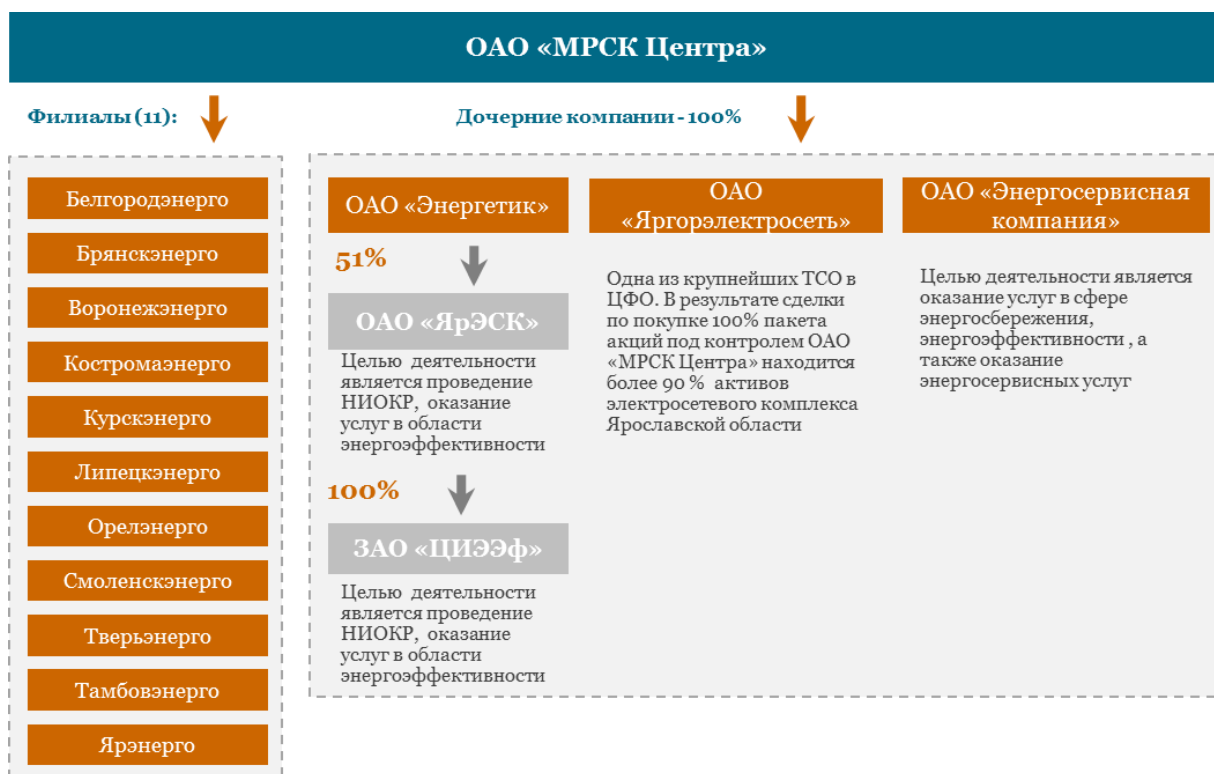 ОАО «МРСК Центра»
Филиалы (11):
Дочерние компании - 100%
Белгородэнерго
Брянскэнерго
Воронежэнерго
Костромаэнерго
Курскэнерго
Липецкэнерго
Орелэнерго
Смоленскэнерго
Тверьэнерго
Тамбовэнерго
Ярэнерго
ОАО «Энергетик»
51%
ОАО «ЯрЭСК»
Целью деятельности
является проведение
НИОКР, оказание
услуг в области
энергоэффективности
100%
ЗАО «ЦИЭЭф»
Целью деятельности
является проведение
НИОКР, оказание
услуг в области
энергоэффективности
ОАО
«Яргорэлектросеть»
Одна из крупнейших ТСО в
ЦФО. В результате сделки
по покупке 100% пакета
акций под контролем ОАО
«МРСК Центра» находится
более 90 % активов
электросетевого комплекса
Ярославской области
ОАО «Энергосервисная
компания»
Целью деятельности является
оказание услуг в сфере
энергосбережения,
энергоэффективности , а
также оказание
энергосервисных услуг